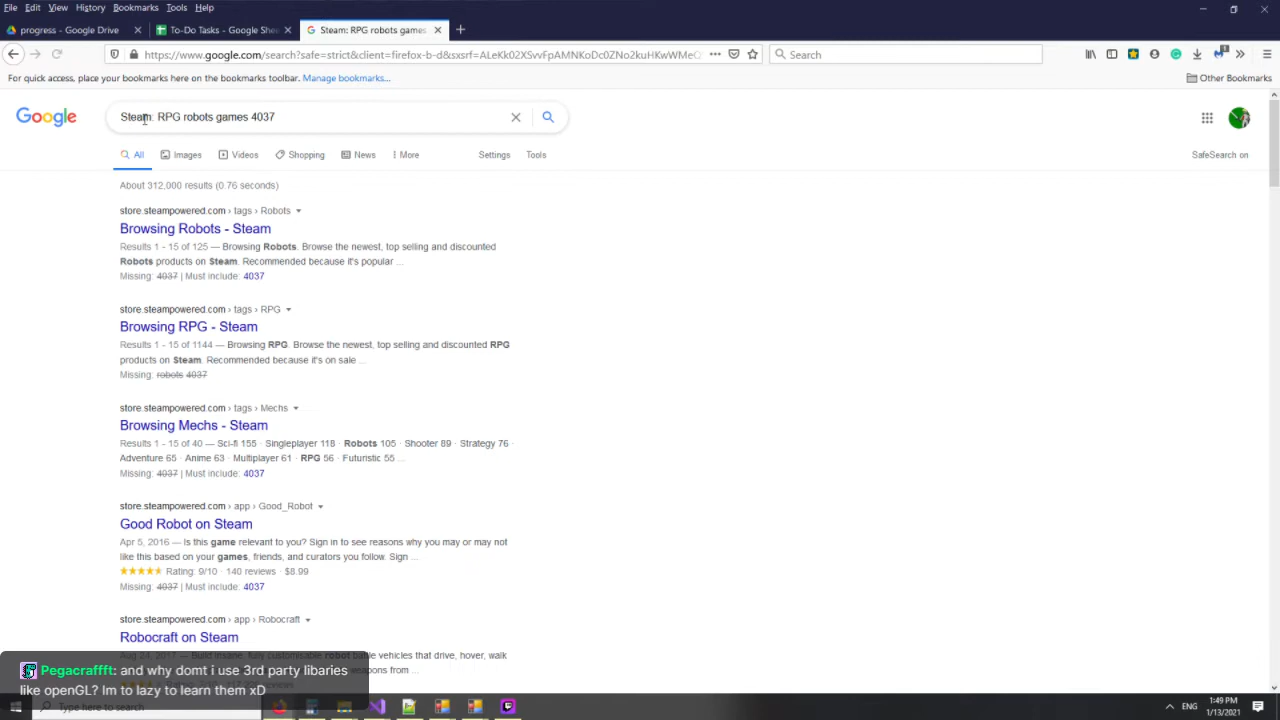 File Edit View History Bookmarks Tools Help
progress - Google Drive
To-Do Tasks - Google She
Steam: RPG robots games
https://www.google.com/search?safe=strict&client=firefox-b-d&sxsrf=ALeKk02XSvvFpAMNKoDc0ZNo2kuHKwWMeQ
Search
For quick access, place your bookmarks here on the bookmarks toolbar. Manage bookmarks...
Other Bookmarks
Google
Steam: RPG robots games 4037
All Images Videos Shopping News More Settings Tools
SafeSearch on
About 312,000 results (0.76 seconds)
store.steampowered.com › tags › Robots
Browsing Robots - Steam
Results 1 - 15 of 125 — Browsing Robots. Browse the newest, top selling and discounted
Robots products on Steam. Recommended because it's popular ...
Missing: 4037 | Must include: 4037
store.steampowered.com › tags › RPG
Browsing RPG - Steam
Results 1 - 15 of 1144 — Browsing RPG. Browse the newest, top selling and discounted RPG
products on Steam. Recommended because it's on sale ...
Missing: robots 4037
store.steampowered.com › tags › Mechs
Browsing Mechs - Steam
Results 1 - 15 of 40 — Sci-fi 155 · Singleplayer 118 · Robots 105 · Shooter 89 · Strategy 76 ·
Adventure 65 · Anime 63 · Multiplayer 61 · RPG 56 · Futuristic 55 ...
Missing: 4037 | Must include: 4037
store.steampowered.com › app › Good_Robot
Good Robot on Steam
Apr 5, 2016 — Is this game relevant to you? Sign in to see reasons why you may or may not
like this based on your games, friends, and curators you follow. Sign ...
Rating: 9/10 · 140 reviews · $8.99
Missing: 4037 | Must include: 4037
store.steampowered.com › app › Robocraft
Robocraft on Steam
Aug 24, 2017 — Build insane, fully customisable robot battle vehicles that drive, hover, walk
weapons from ...
Pegacraffft: and why domt i use 3rd party libaries
like openGL? Im to lazy to learn them xD
Type here to search
ENG
1:49 PM
1/13/2021